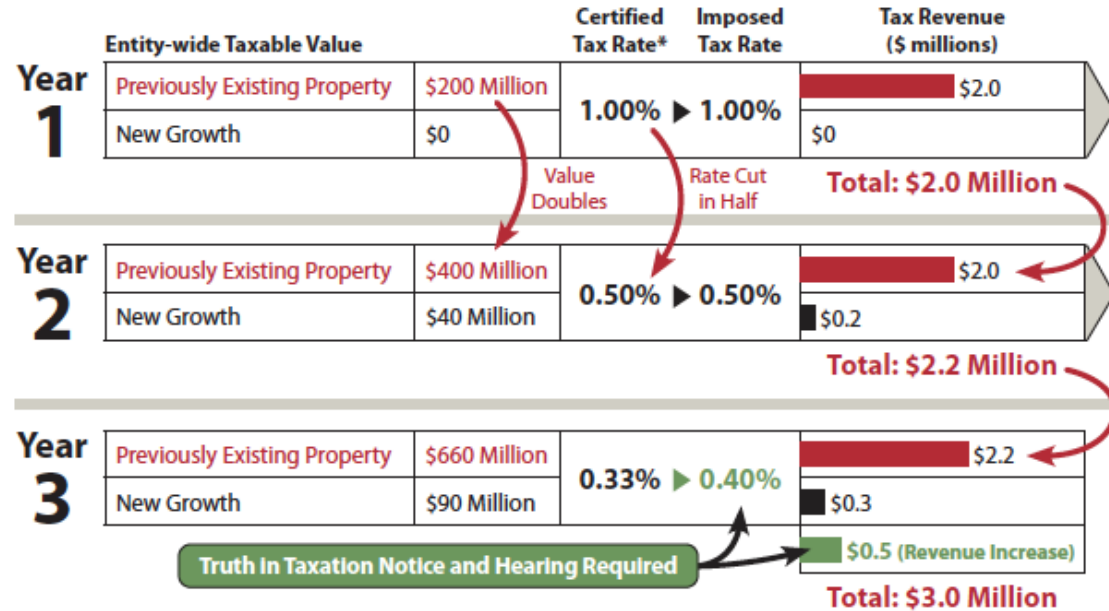 Certified Tax Rate*
Imposed Tax Rate
Tax Revenue ($ millions)
Entity-wide Taxable Value
Year 1
Previously Existing Property $200 Million
New Growth $0
1.00% ▶ 1.00%
$2.0
$0
Total: $2.0 Million
Value Doubles
Rate Cut in Half
Year 2
Previously Existing Property $400 Million
New Growth $40 Million
0.50% ▶ 0.50%
$2.0
$0.2
Total: $2.2 Million
Year 3
Previously Existing Property $660 Million
New Growth $90 Million
0.33% ▶ 0.40%
$2.2
$0.3
$0.5 (Revenue Increase)
Truth in Taxation Notice and Hearing Required
Total: $3.0 Million